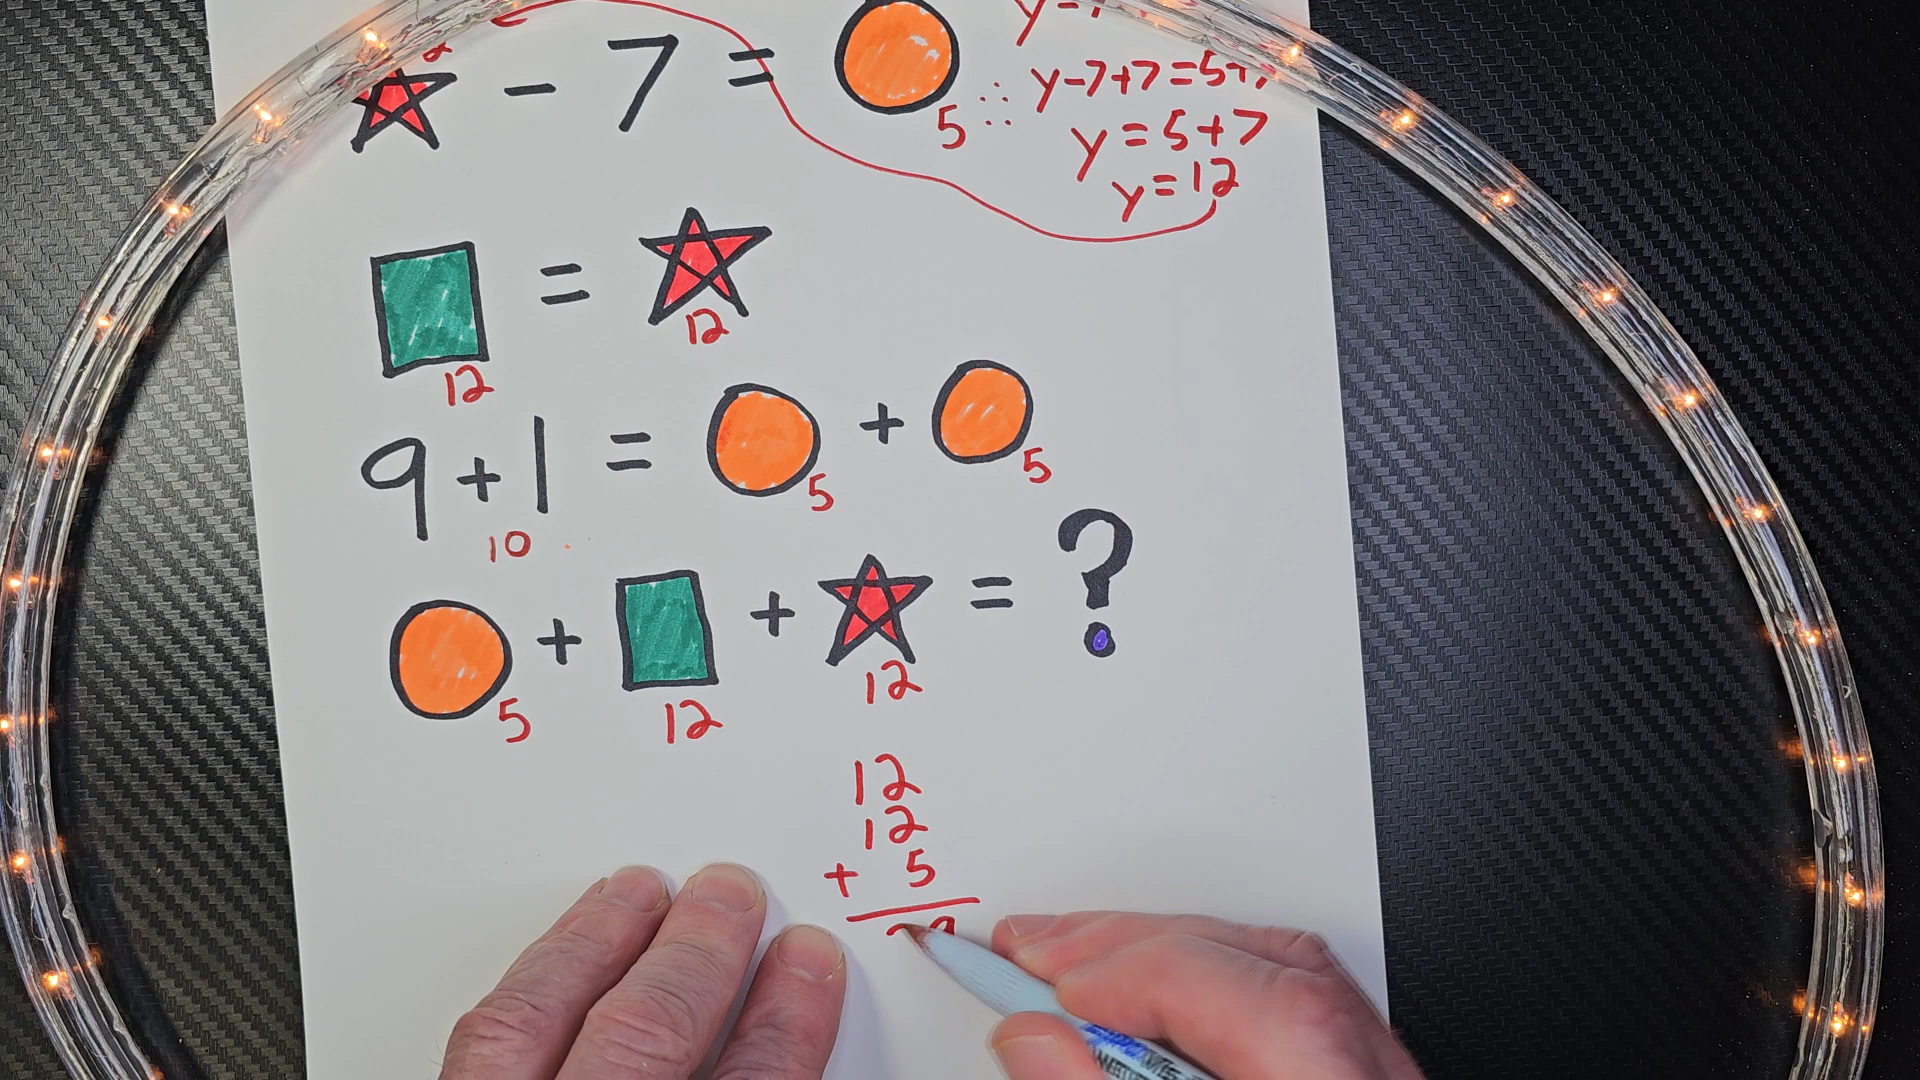 - 7 = 5 ∴
y-7+7=5+7
y = 5+7
y=12
=
12 12
9+1 = 5 + 5
10
+ + = ?
5 12 12
12
12
+ 5
29